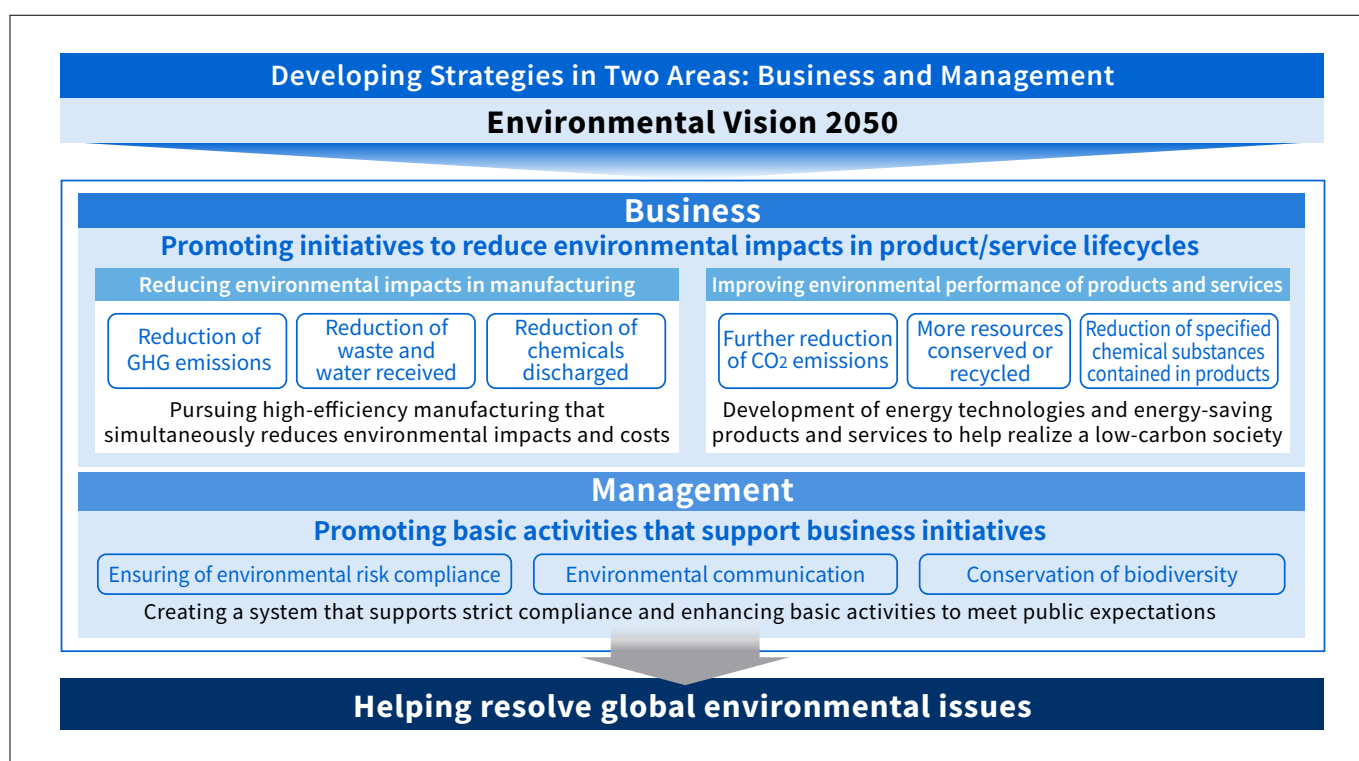 Developing Strategies in Two Areas: Business and Management
Environmental Vision 2050
Business
Promoting initiatives to reduce environmental impacts in product/service lifecycles
Reducing environmental impacts in manufacturing
Reduction of
GHG emissions
Reduction of
waste and
water received
Reduction of
chemicals
discharged
Pursuing high-efficiency manufacturing that
simultaneously reduces environmental impacts and costs
Improving environmental performance of products and services
Further reduction
of CO2 emissions
More resources
conserved or
recycled
Reduction of specified
chemical substances
contained in products
Development of energy technologies and energy-saving
products and services to help realize a low-carbon society
Management
Promoting basic activities that support business initiatives
Ensuring of environmental risk compliance
Environmental communication
Conservation of biodiversity
Creating a system that supports strict compliance and enhancing basic activities to meet public expectations
Helping resolve global environmental issues